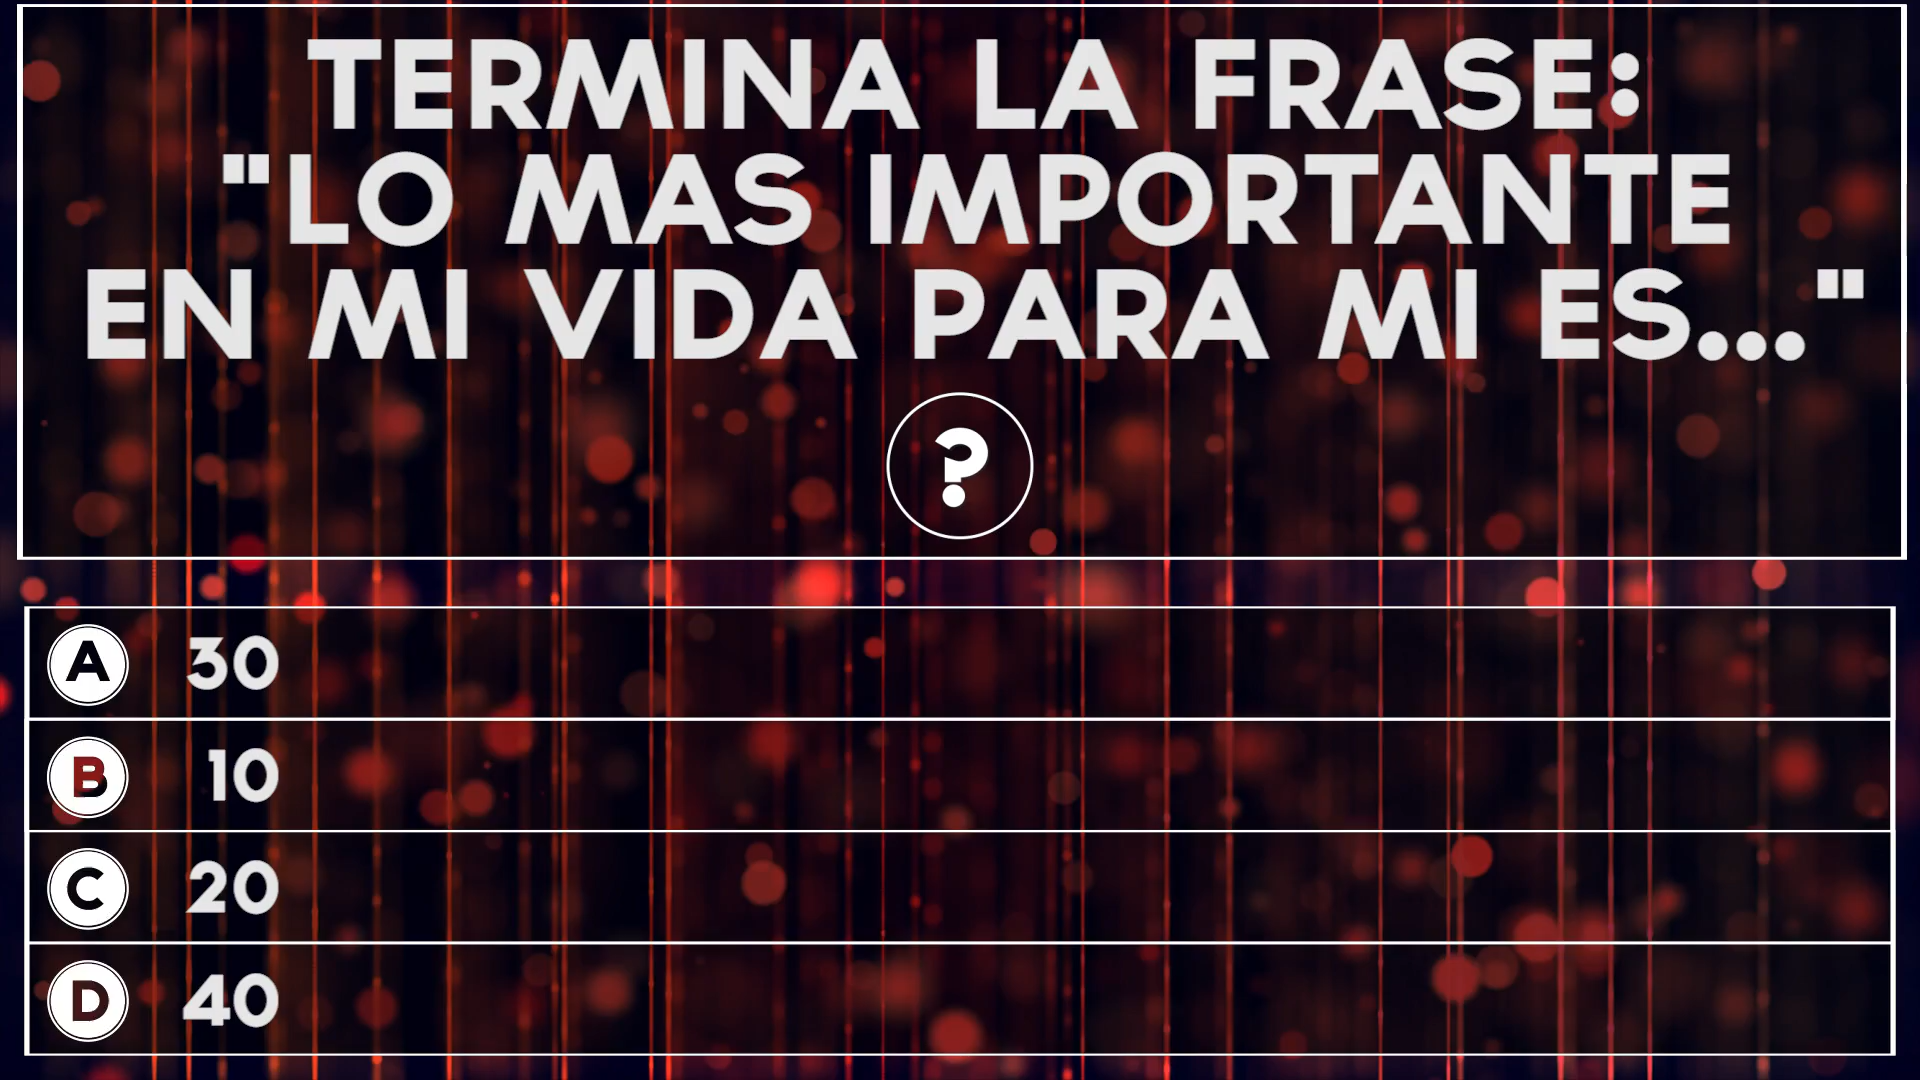 TERMINA LA FRASE:
"LO MAS IMPORTANTE
EN MI VIDA PARA MI ES..."
?
A 30
B 10
C 20
D 40